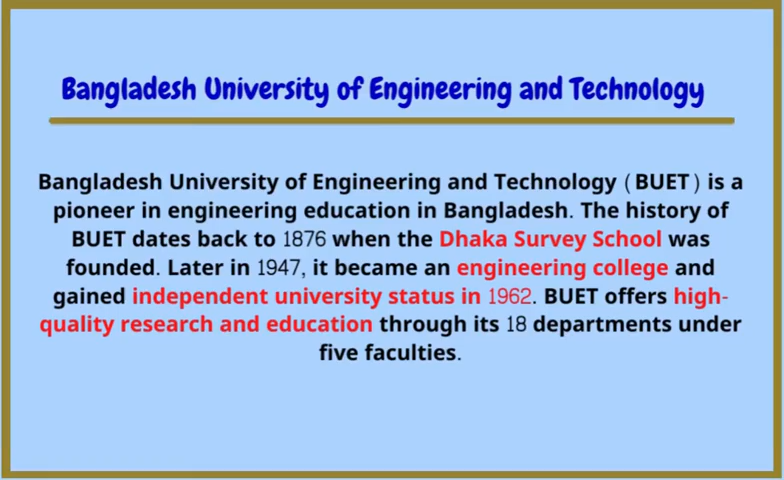 Bangladesh University of Engineering and Technology
Bangladesh University of Engineering and Technology (BUET) is a
pioneer in engineering education in Bangladesh. The history of
BUET dates back to 1876 when the Dhaka Survey School was
founded. Later in 1947, it became an engineering college and
gained independent university status in 1962. BUET offers high-
quality research and education through its 18 departments under
five faculties.